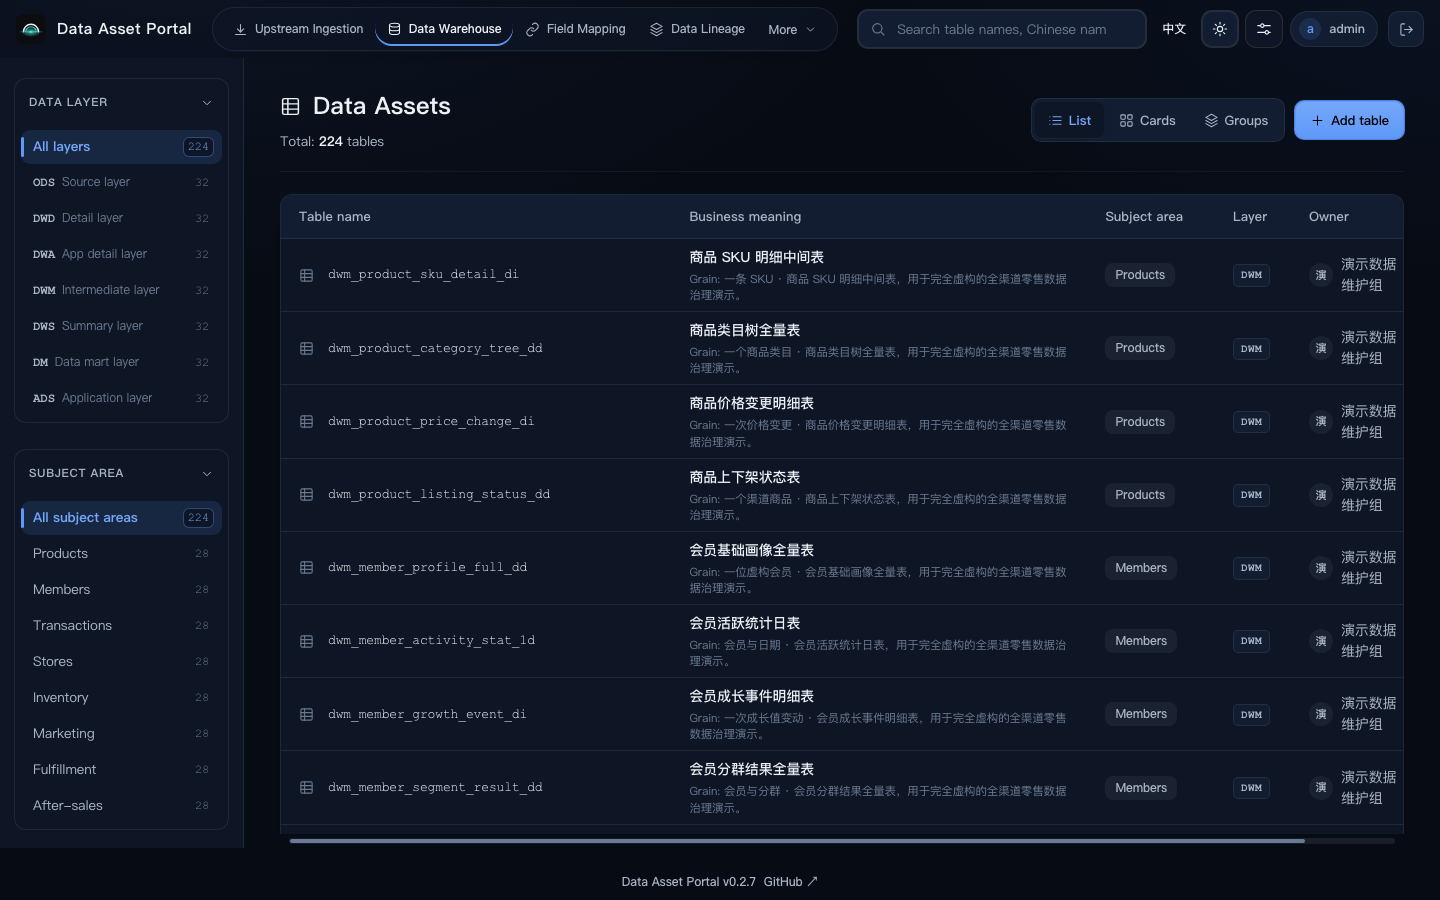 Data Asset Portal
Upstream Ingestion
Data Warehouse
Field Mapping
Data Lineage
More
Search table names, Chinese nam
中文
a
admin
DATA LAYER
All layers 224
ODS Source layer 32
DWD Detail layer 32
DWA App detail layer 32
DWM Intermediate layer 32
DWS Summary layer 32
DM Data mart layer 32
ADS Application layer 32
SUBJECT AREA
All subject areas 224
Products 28
Members 28
Transactions 28
Stores 28
Inventory 28
Marketing 28
Fulfillment 28
After-sales 28
Data Assets
Total: 224 tables
List
Cards
Groups
+ Add table
Table name Business meaning Subject area Layer Owner
dwm_product_sku_detail_di
商品 SKU 明细中间表
Grain: 一条 SKU · 商品 SKU 明细中间表，用于完全虚构的全渠道零售数据
治理演示。
Products
DWM
演
演示数据
维护组
dwm_product_category_tree_dd
商品类目树全量表
Grain: 一个商品类目 · 商品类目树全量表，用于完全虚构的全渠道零售数据
治理演示。
Products
DWM
演
演示数据
维护组
dwm_product_price_change_di
商品价格变更明细表
Grain: 一次价格变更 · 商品价格变更明细表，用于完全虚构的全渠道零售数
据治理演示。
Products
DWM
演
演示数据
维护组
dwm_product_listing_status_dd
商品上下架状态表
Grain: 一个渠道商品 · 商品上下架状态表，用于完全虚构的全渠道零售数据
治理演示。
Products
DWM
演
演示数据
维护组
dwm_member_profile_full_dd
会员基础画像全量表
Grain: 一位虚构会员 · 会员基础画像全量表，用于完全虚构的全渠道零售数
据治理演示。
Members
DWM
演
演示数据
维护组
dwm_member_activity_stat_1d
会员活跃统计日表
Grain: 会员与日期 · 会员活跃统计日表，用于完全虚构的全渠道零售数据治
理演示。
Members
DWM
演
演示数据
维护组
dwm_member_growth_event_di
会员成长事件明细表
Grain: 一次成长值变动 · 会员成长事件明细表，用于完全虚构的全渠道零售
数据治理演示。
Members
DWM
演
演示数据
维护组
dwm_member_segment_result_dd
会员分群结果全量表
Grain: 会员与分群 · 会员分群结果全量表，用于完全虚构的全渠道零售数据
治理演示。
Members
DWM
演
演示数据
维护组
Data Asset Portal v0.2.7 GitHub ↗